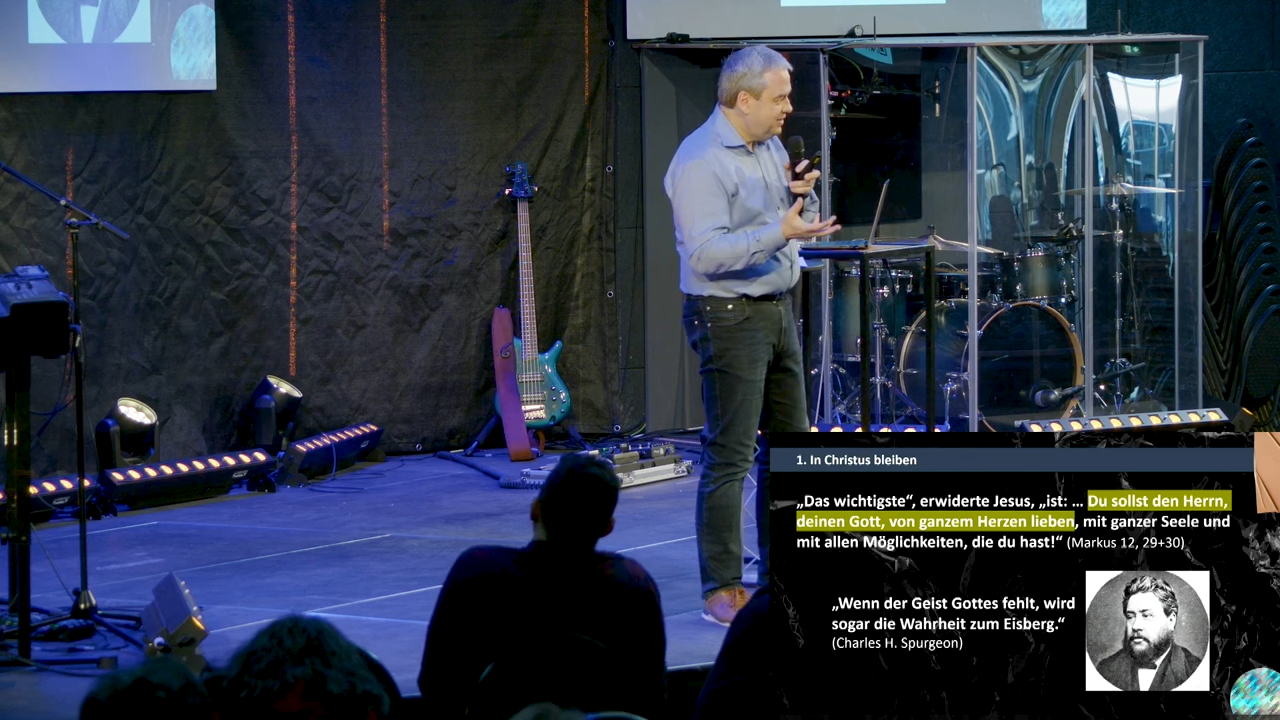 1. In Christus bleiben
„Das wichtigste“, erwiderte Jesus, „ist: ... Du sollst den Herrn,
deinen Gott, von ganzem Herzen lieben, mit ganzer Seele und
mit allen Möglichkeiten, die du hast!“ (Markus 12, 29+30)
„Wenn der Geist Gottes fehlt, wird
sogar die Wahrheit zum Eisberg.“
(Charles H. Spurgeon)